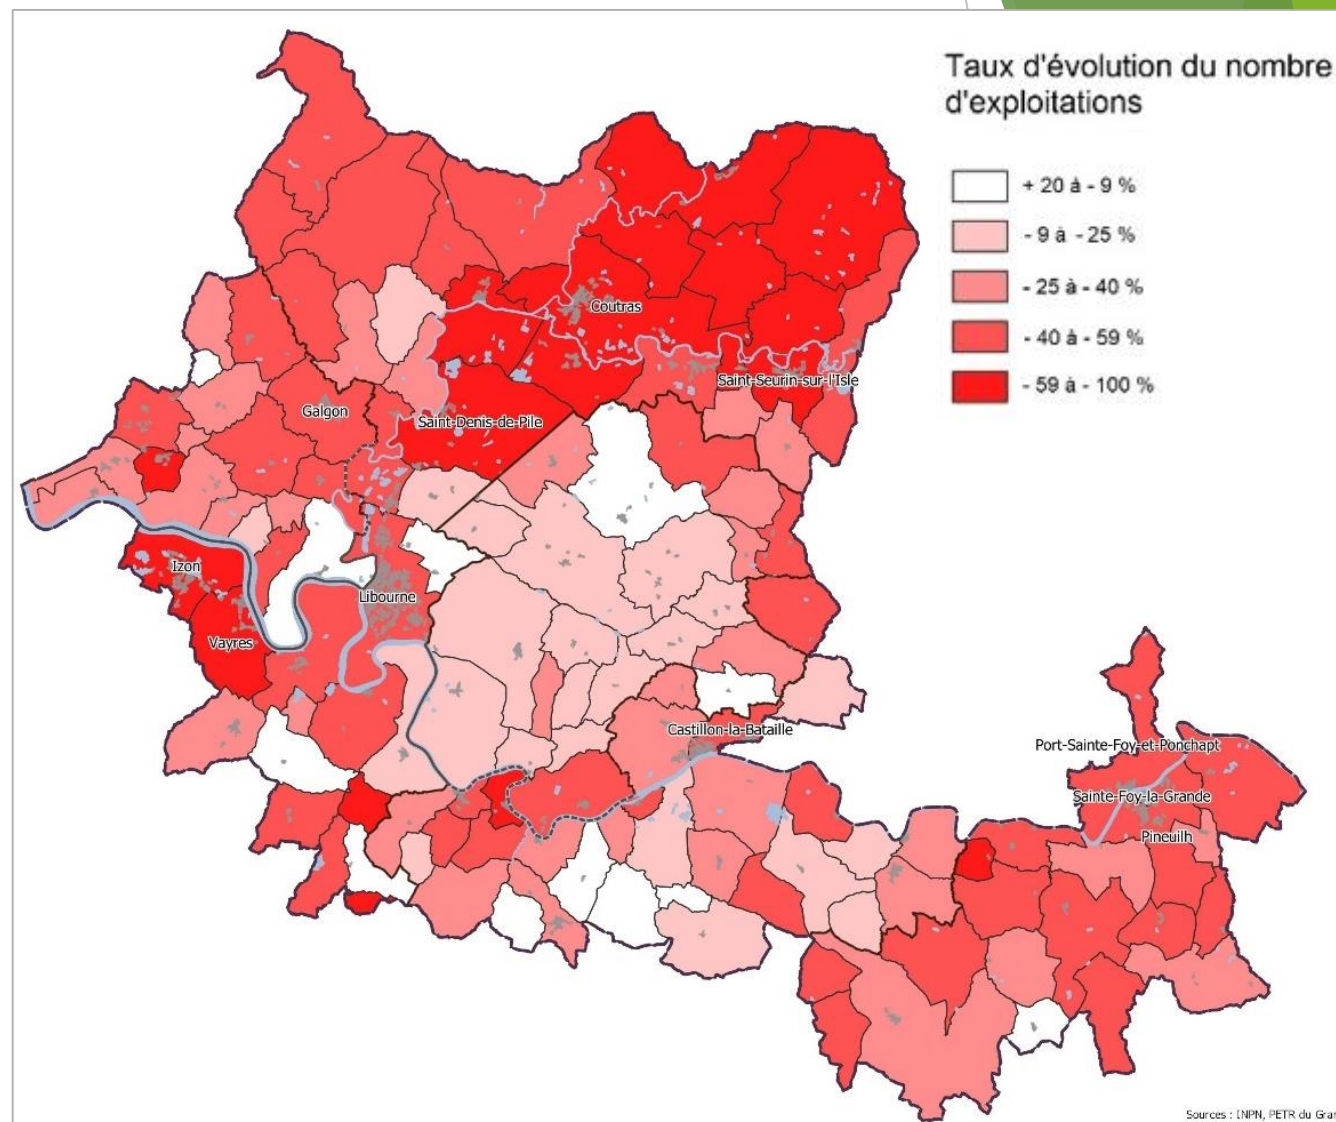 Taux d'évolution du nombre
d'exploitations
+ 20 à - 9 %
- 9 à - 25 %
- 25 à - 40 %
- 40 à - 59 %
- 59 à - 100 %
Coutras
Saint-Seurin-sur-l'Isle
Galgon
Saint-Denis-de-Pile
Izon
Libourne
Vayres
Castillon-la-Bataille
Port-Sainte-Foy-et-Ponchapt
Sainte-Foy-la-Grande
Pineuilh
Sources : INPN, PETR du Gran